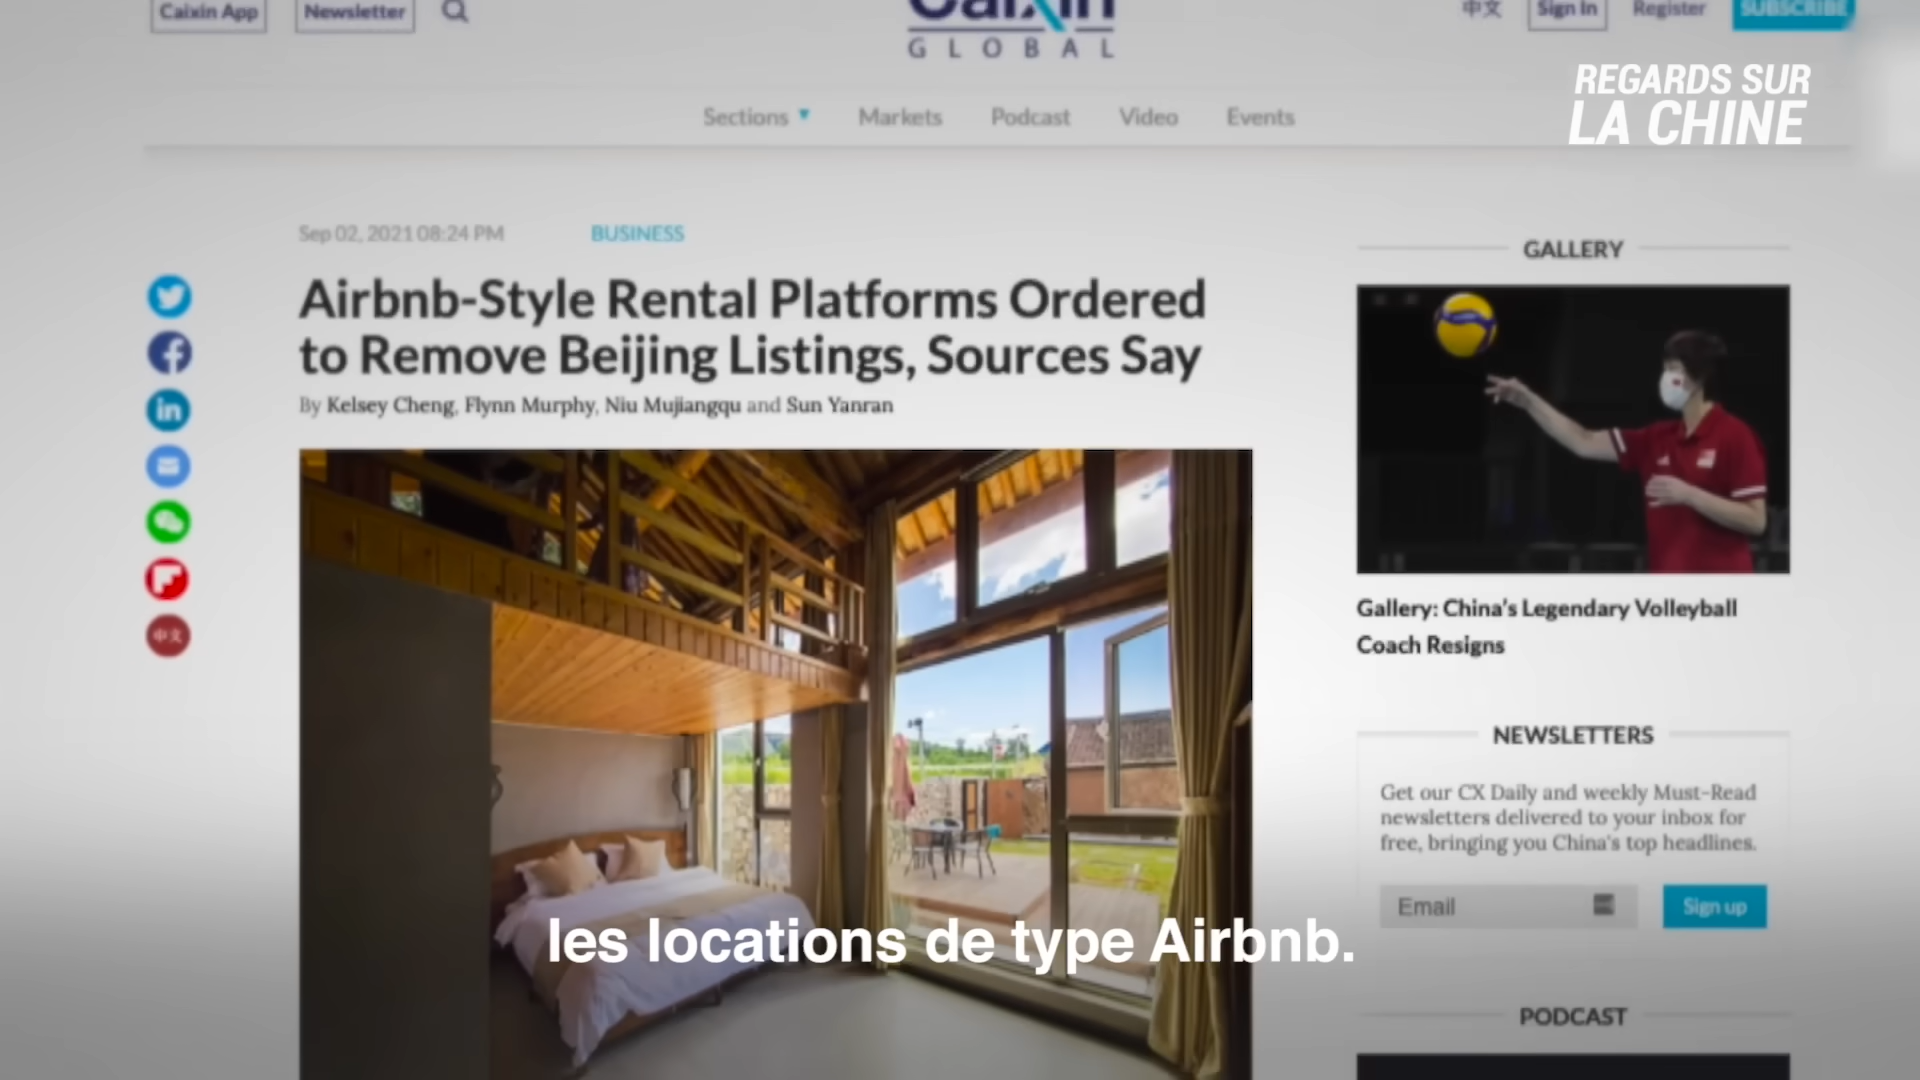 Caixin App
Newsletter
Caixin
GLOBAL
中文
Sign In
Register
SUBSCRIBE
REGARDS SUR
LA CHINE
Sections
Markets
Podcast
Video
Events
Sep 02, 2021 08:24 PM
BUSINESS
Airbnb-Style Rental Platforms Ordered
to Remove Beijing Listings, Sources Say
By Kelsey Cheng, Flynn Murphy, Niu Mujiangqu and Sun Yanran
中文
GALLERY
Gallery: China's Legendary Volleyball
Coach Resigns
NEWSLETTERS
Get our CX Daily and weekly Must-Read
newsletters delivered to your inbox for
free, bringing you China's top headlines.
Email
Sign up
PODCAST
les locations de type Airbnb.